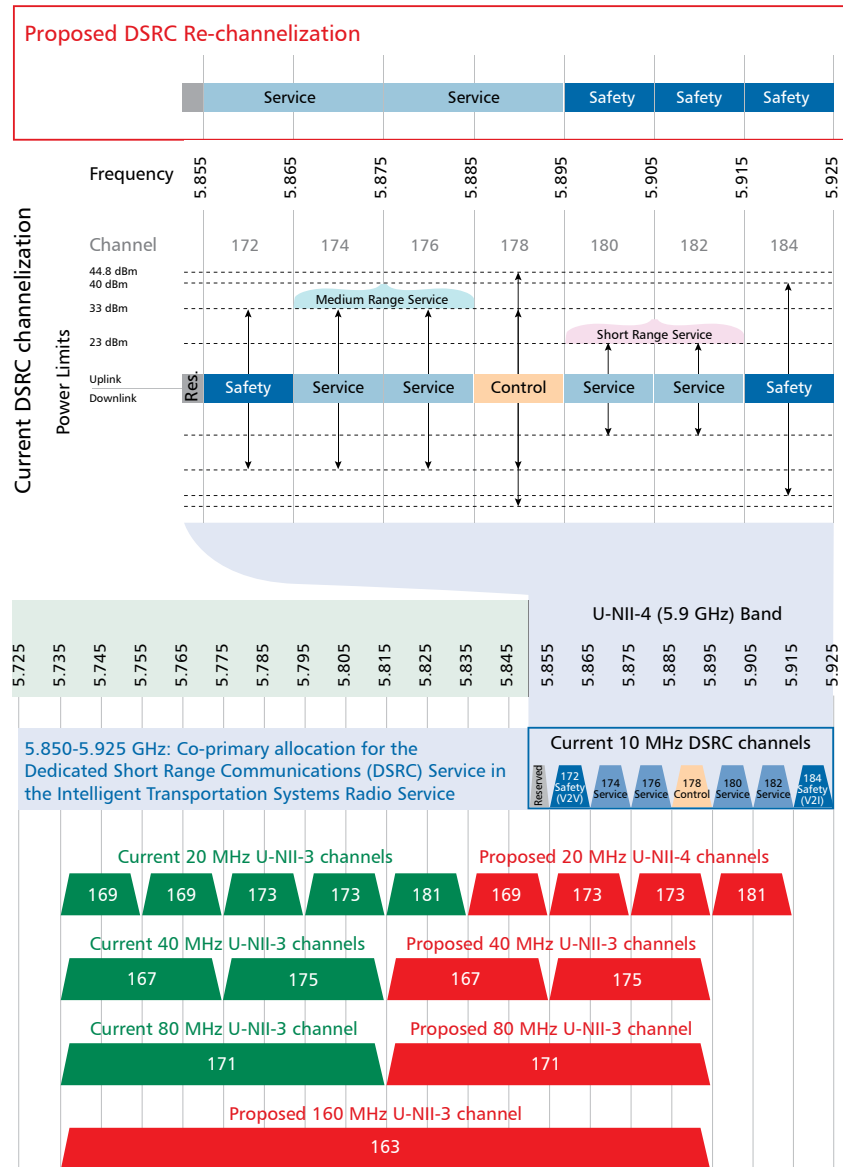 Proposed DSRC Re-channelization
Service
Service
Safety
Safety
Safety
Frequency
5.855
5.865
5.875
5.885
5.895
5.905
5.915
5.925
Current DSRC channelization
Power Limits
Channel
172
174
176
178
180
182
184
44.8 dBm
40 dBm
33 dBm
23 dBm
Medium Range Service
Short Range Service
Uplink
Downlink
Res.
Safety
Service
Service
Control
Service
Service
Safety
U-NII-4 (5.9 GHz) Band
5.725
5.735
5.745
5.755
5.765
5.775
5.785
5.795
5.805
5.815
5.825
5.835
5.845
5.855
5.865
5.875
5.885
5.895
5.905
5.915
5.925
5.850-5.925 GHz: Co-primary allocation for the
Dedicated Short Range Communications (DSRC) Service in
the Intelligent Transportation Systems Radio Service
Current 10 MHz DSRC channels
Reserved
172
Safety
(V2V)
174
Service
176
Service
178
Control
180
Service
182
Service
184
Safety
(V2I)
Current 20 MHz U-NII-3 channels
Proposed 20 MHz U-NII-4 channels
169
169
173
173
181
169
173
173
181
Current 40 MHz U-NII-3 channels
Proposed 40 MHz U-NII-3 channels
167
175
167
175
Current 80 MHz U-NII-3 channel
Proposed 80 MHz U-NII-3 channel
171
171
Proposed 160 MHz U-NII-3 channel
163